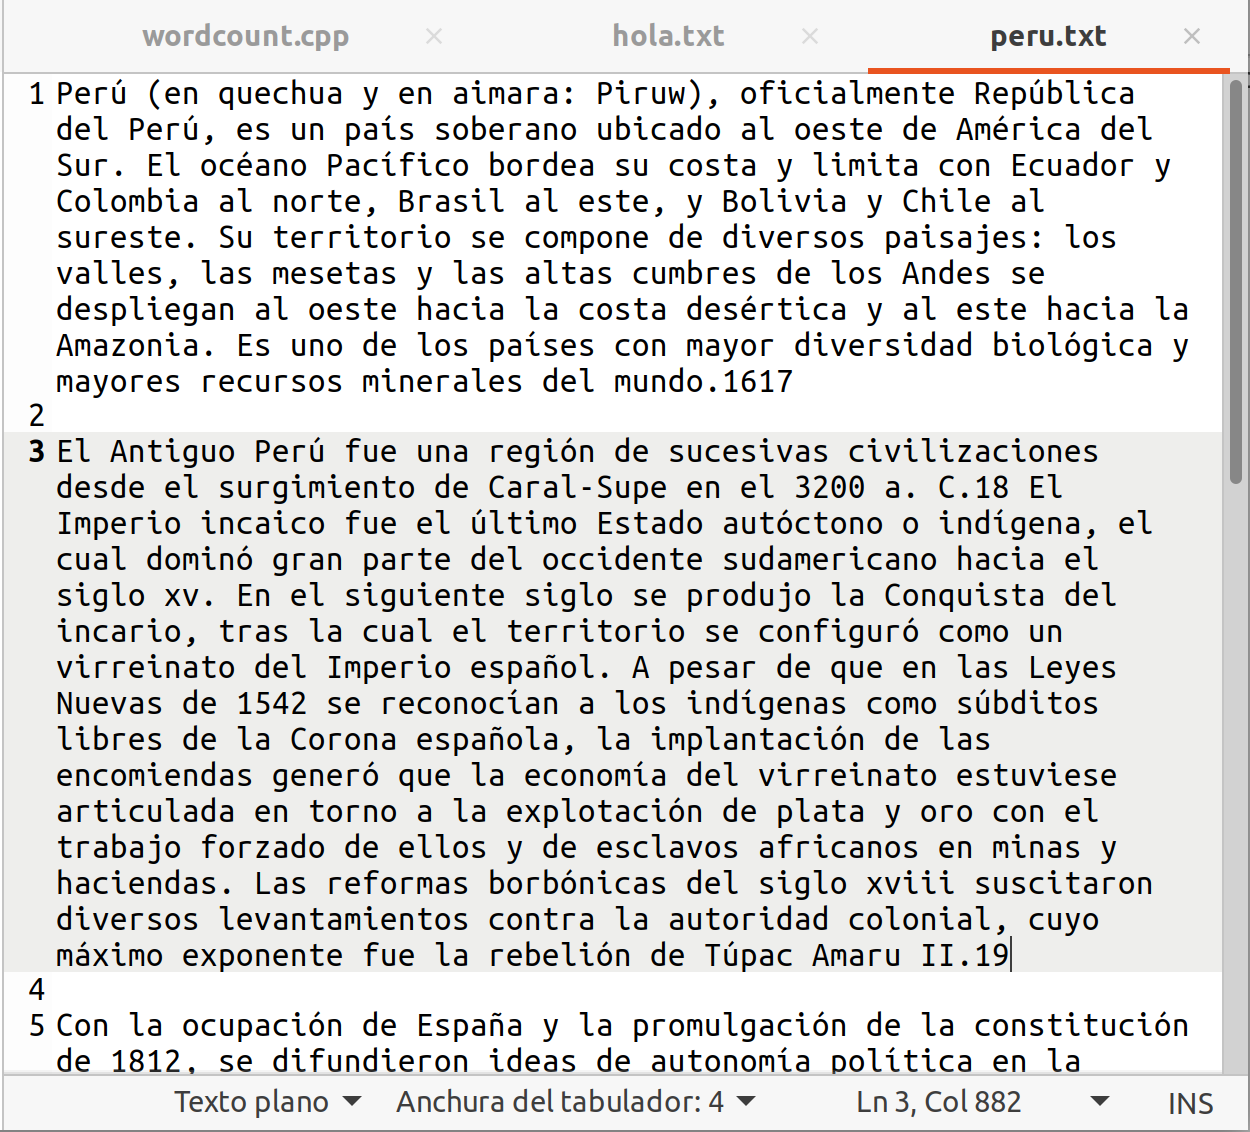 wordcount.cpp × hola.txt × peru.txt ×
1 Perú (en quechua y en aimara: Piruw), oficialmente República
del Perú, es un país soberano ubicado al oeste de América del
Sur. El océano Pacífico bordea su costa y limita con Ecuador y
Colombia al norte, Brasil al este, y Bolivia y Chile al
sureste. Su territorio se compone de diversos paisajes: los
valles, las mesetas y las altas cumbres de los Andes se
despliegan al oeste hacia la costa desértica y al este hacia la
Amazonia. Es uno de los países con mayor diversidad biológica y
mayores recursos minerales del mundo.1617
2
3 El Antiguo Perú fue una región de sucesivas civilizaciones
desde el surgimiento de Caral-Supe en el 3200 a. C.18 El
Imperio incaico fue el último Estado autóctono o indígena, el
cual dominó gran parte del occidente sudamericano hacia el
siglo xv. En el siguiente siglo se produjo la Conquista del
incario, tras la cual el territorio se configuró como un
virreinato del Imperio español. A pesar de que en las Leyes
Nuevas de 1542 se reconocían a los indígenas como súbditos
libres de la Corona española, la implantación de las
encomiendas generó que la economía del virreinato estuviese
articulada en torno a la explotación de plata y oro con el
trabajo forzado de ellos y de esclavos africanos en minas y
haciendas. Las reformas borbónicas del siglo xviii suscitaron
diversos levantamientos contra la autoridad colonial, cuyo
máximo exponente fue la rebelión de Túpac Amaru II.19
4
5 Con la ocupación de España y la promulgación de la constitución
de 1812, se difundieron ideas de autonomía política en la
Texto plano Anchura del tabulador: 4 Ln 3, Col 882 INS